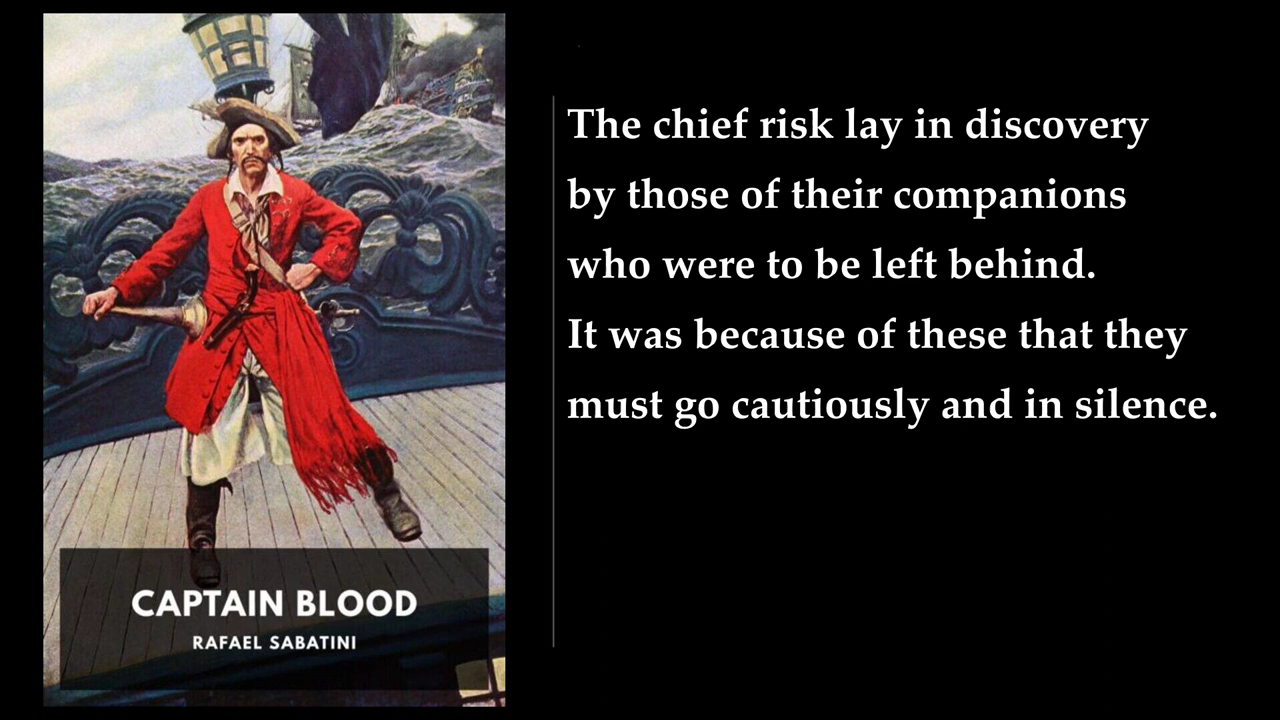 CAPTAIN BLOOD
RAFAEL SABATINI
The chief risk lay in discovery
by those of their companions
who were to be left behind.
It was because of these that they
must go cautiously and in silence.